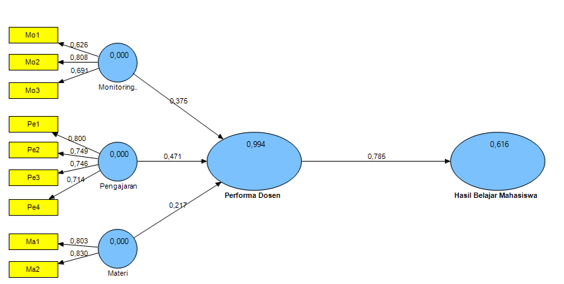 Mo1
0,626
0,000
Mo2
0,808
Mo3
0,691
Monitoring..
0,375
Pe1
0,800
Pe2
0,749
0,000
0,471
0,994
0,785
0,616
Pe3
0,746
Pengajaran
Performa Dosen
Hasil Belajar Mahasiswa
Pe4
0,714
0,217
Ma1
0,803
0,000
Ma2
0,830
Materi